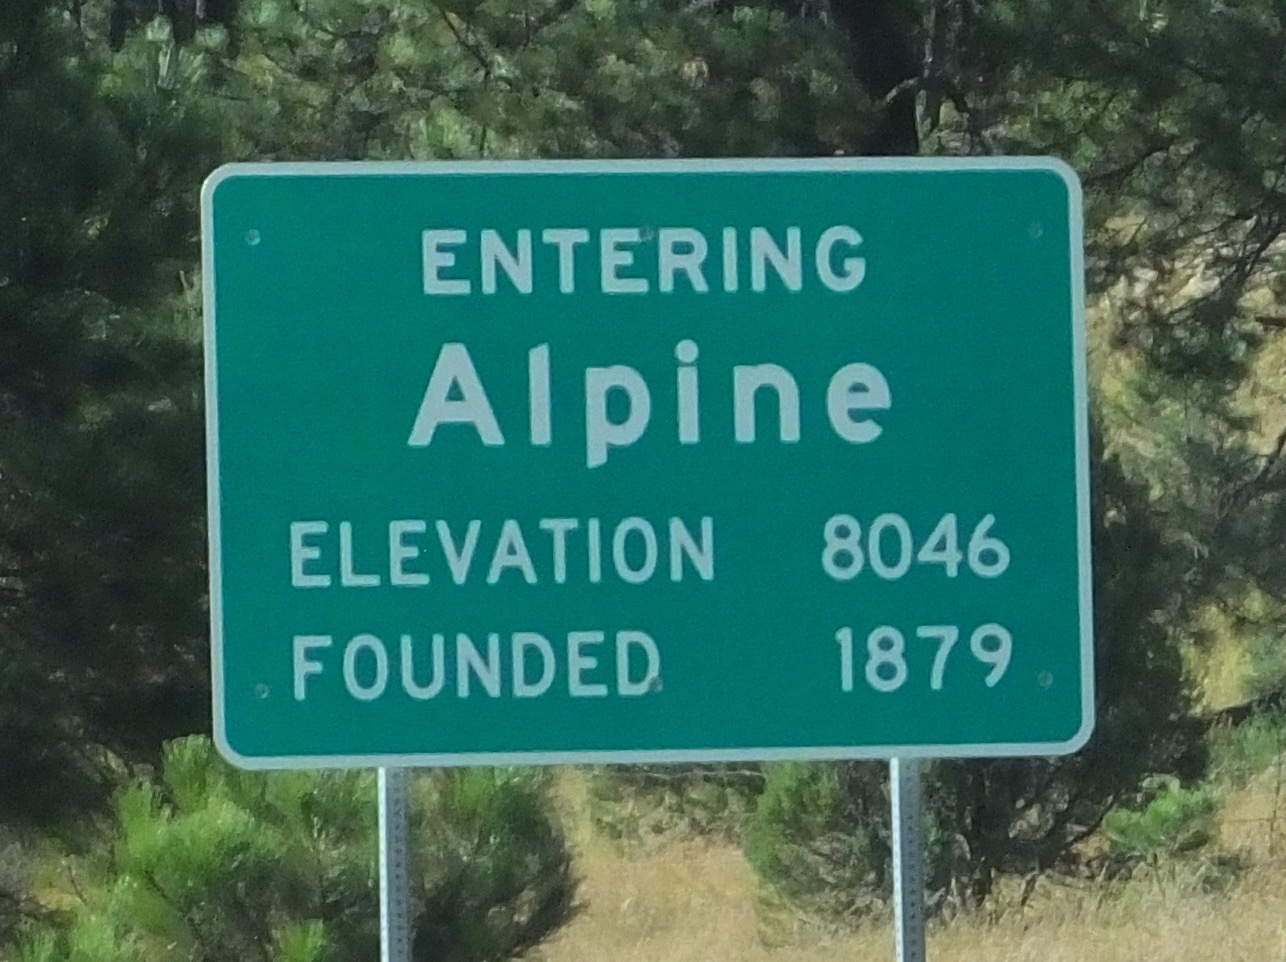 ENTERING
Alpine
ELEVATION 8046
FOUNDED 1879